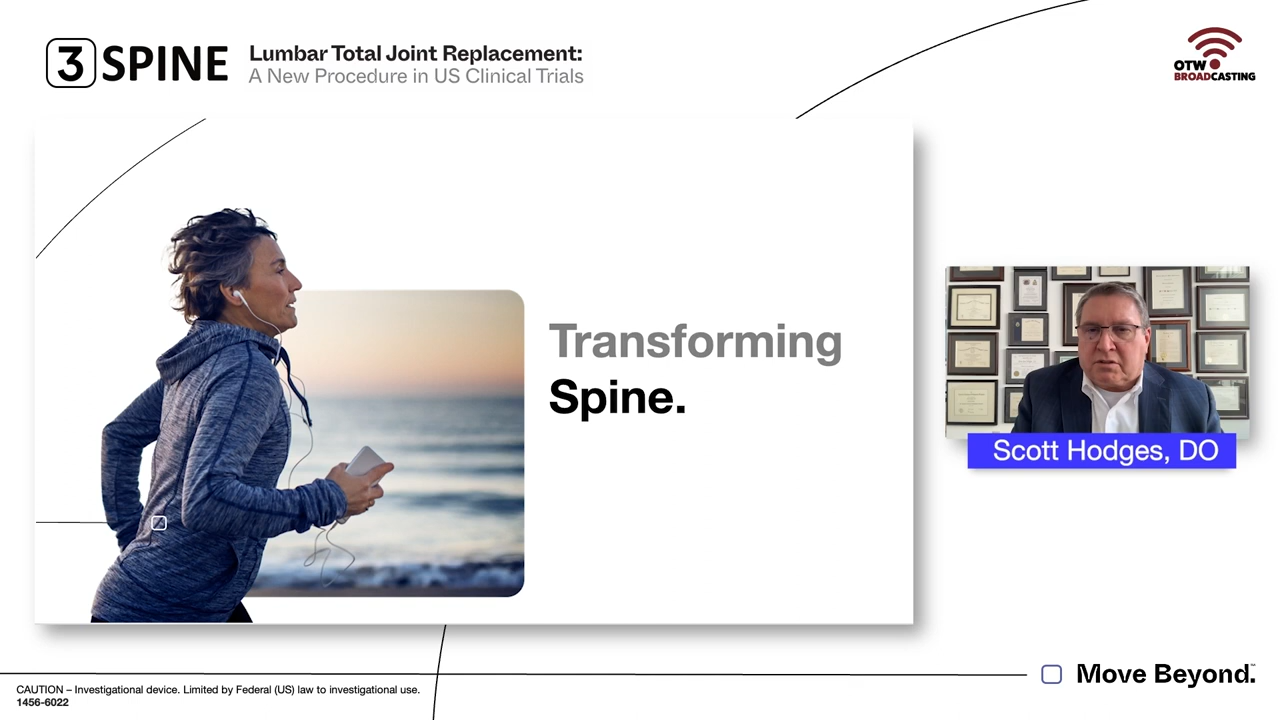 3 SPINE
Lumbar Total Joint Replacement:
A New Procedure in US Clinical Trials
OTW
BROADCASTING
Transforming
Spine.
Scott Hodges, DO
CAUTION – Investigational device. Limited by Federal (US) law to investigational use.
1456-6022
Move Beyond.™